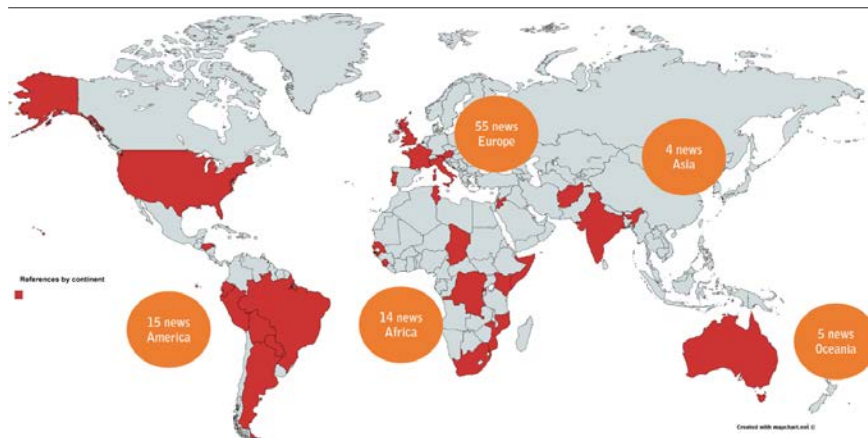 55 news
Europe
4 news
Asia
References by continent
15 news
America
14 news
Africa
5 news
Oceania
Created with mapchart.net ©